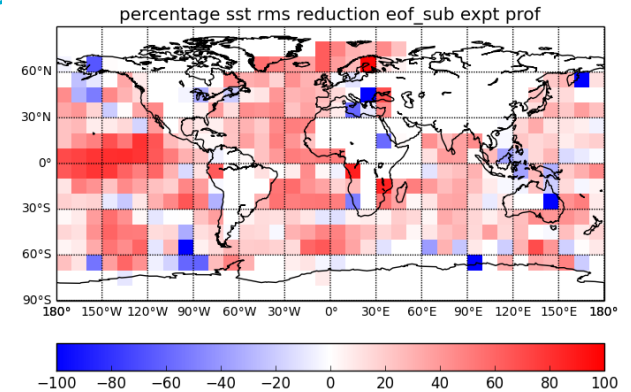 percentage sst rms reduction eof_sub expt prof
60°N
30°N
0°
30°S
60°S
90°S
180° 150°W 120°W 90°W 60°W 30°W 0° 30°E 60°E 90°E 120°E 150°E 180°
-100 -80 -60 -40 -20 0 20 40 60 80 100